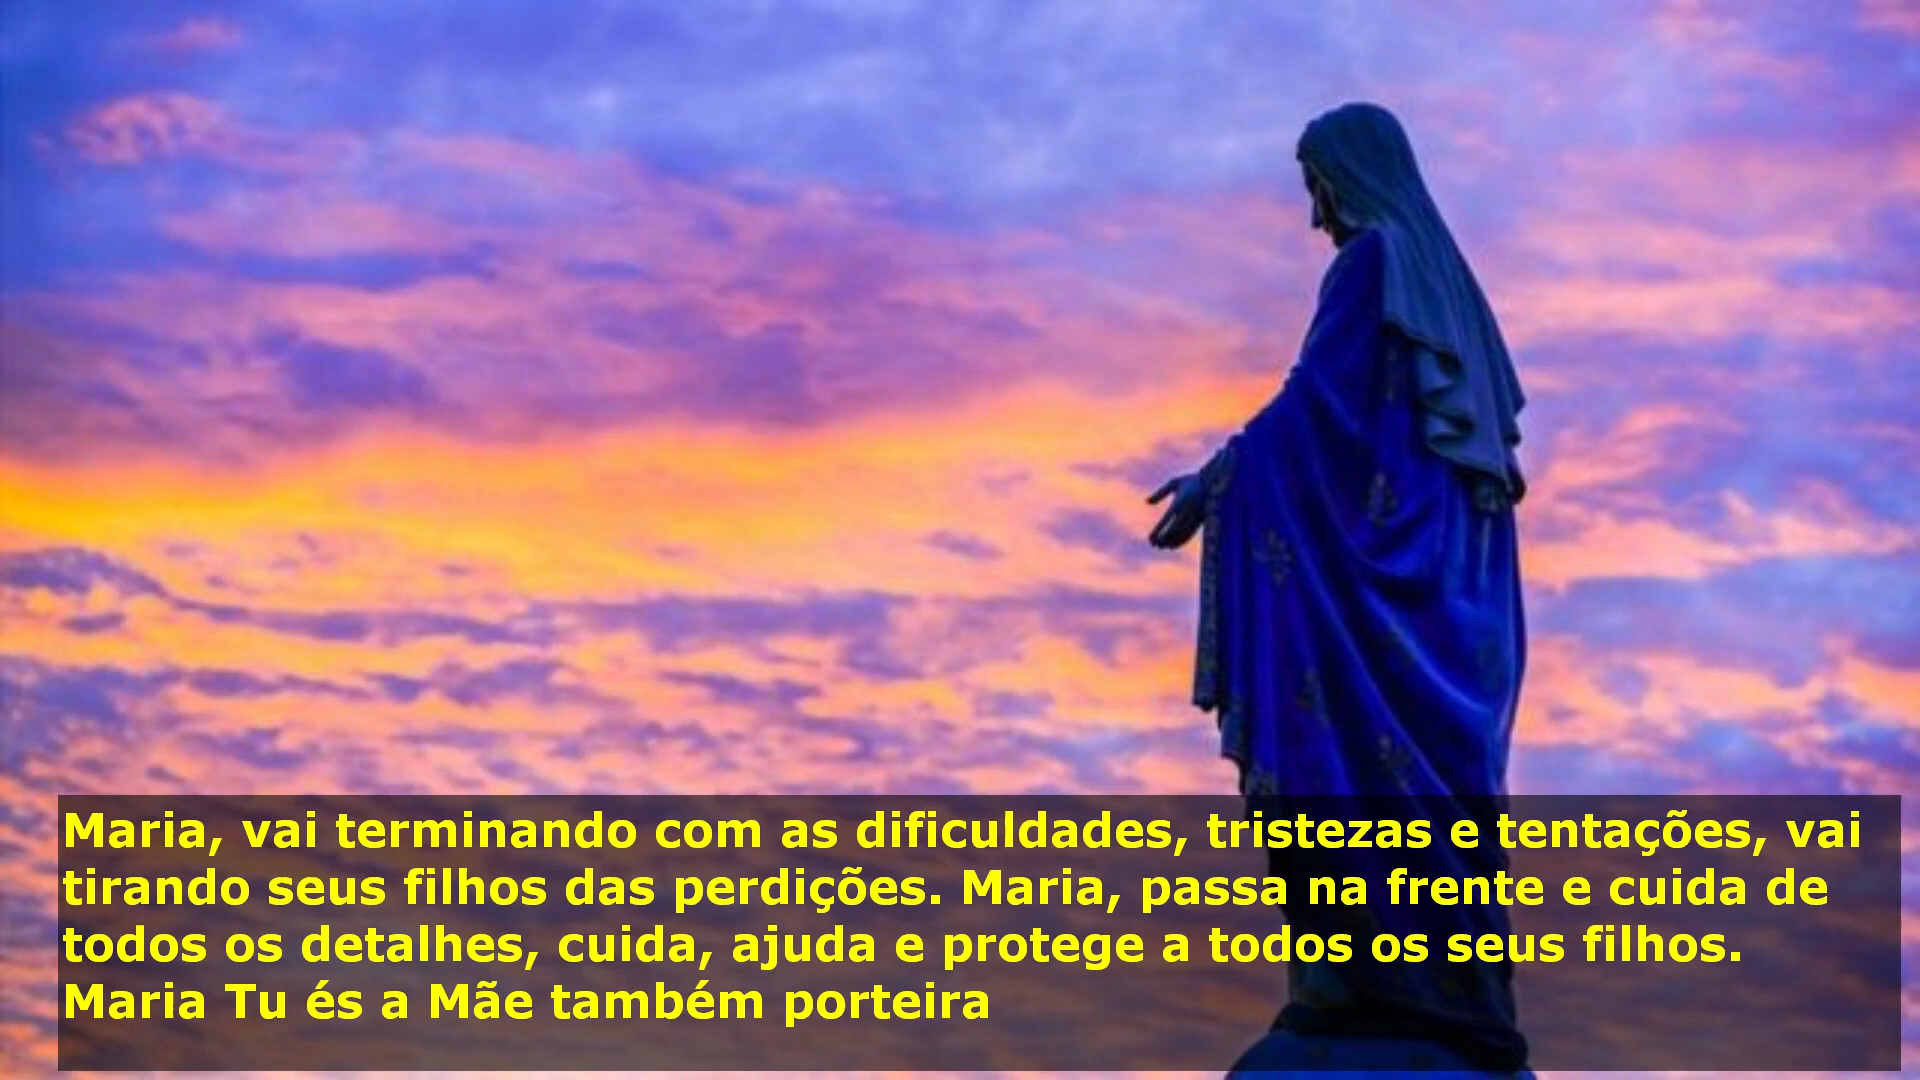 Maria, vai terminando com as dificuldades, tristezas e tentações, vai
tirando seus filhos das perdições. Maria, passa na frente e cuida de
todos os detalhes, cuida, ajuda e protege a todos os seus filhos.
Maria Tu és a Mãe também porteira